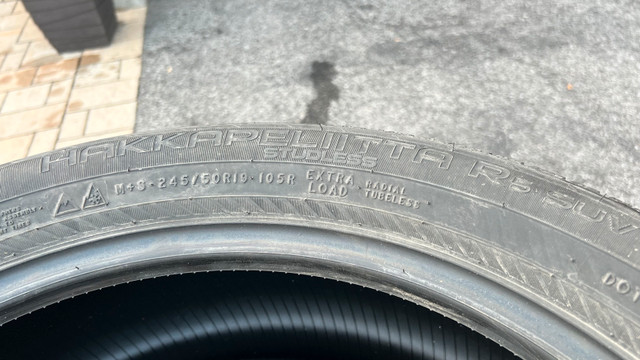 HAKKAPELIITTA R5 SUV
STUDLESS
M+S · 245/50R19 · 105R EXTRA LOAD RADIAL TUBELESS
DOT